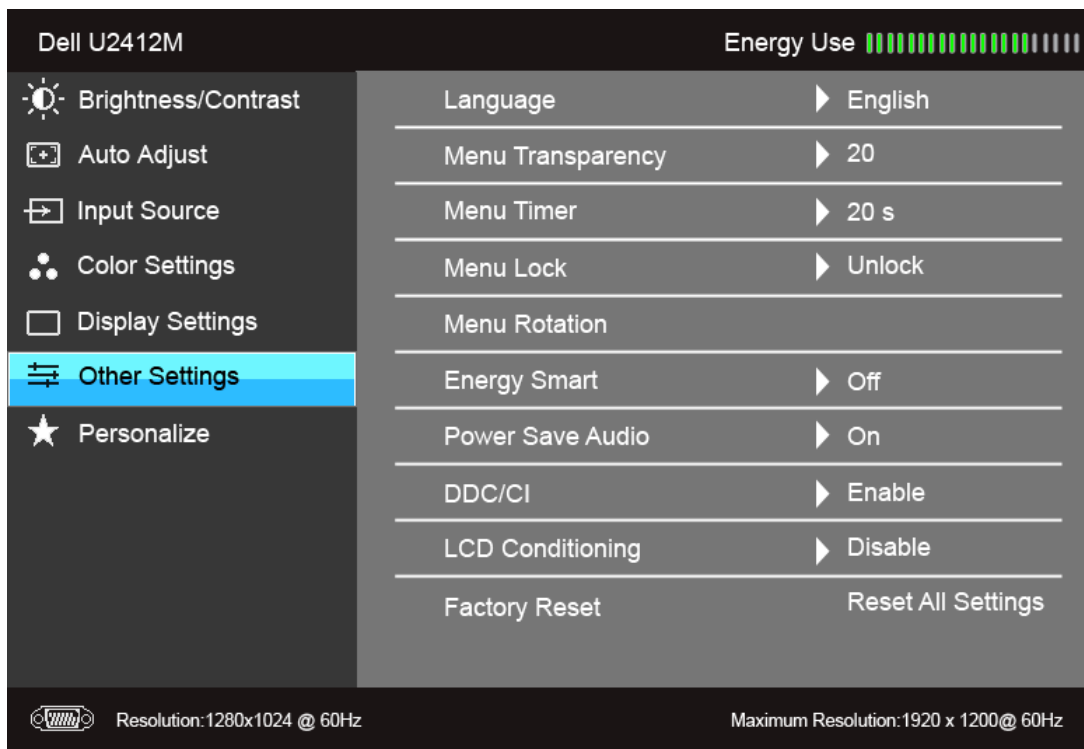 Dell U2412M Energy Use
Brightness/Contrast
Auto Adjust
Input Source
Color Settings
Display Settings
Other Settings
Personalize
Language English
Menu Transparency 20
Menu Timer 20 s
Menu Lock Unlock
Menu Rotation
Energy Smart Off
Power Save Audio On
DDC/CI Enable
LCD Conditioning Disable
Factory Reset Reset All Settings
Resolution:1280x1024 @ 60Hz Maximum Resolution:1920 x 1200@ 60Hz